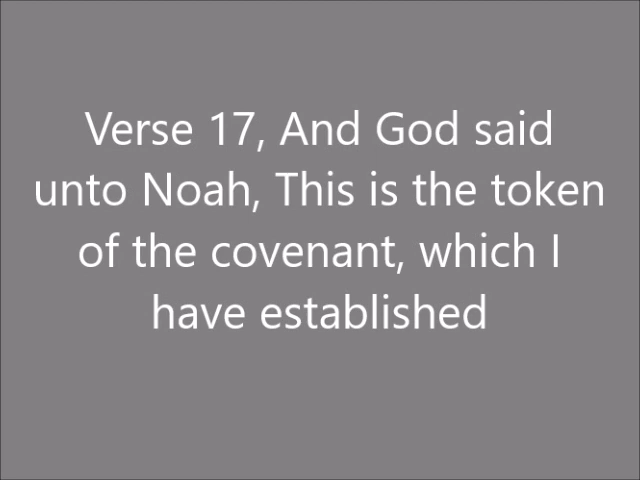 Verse 17, And God said
unto Noah, This is the token
of the covenant, which I
have established